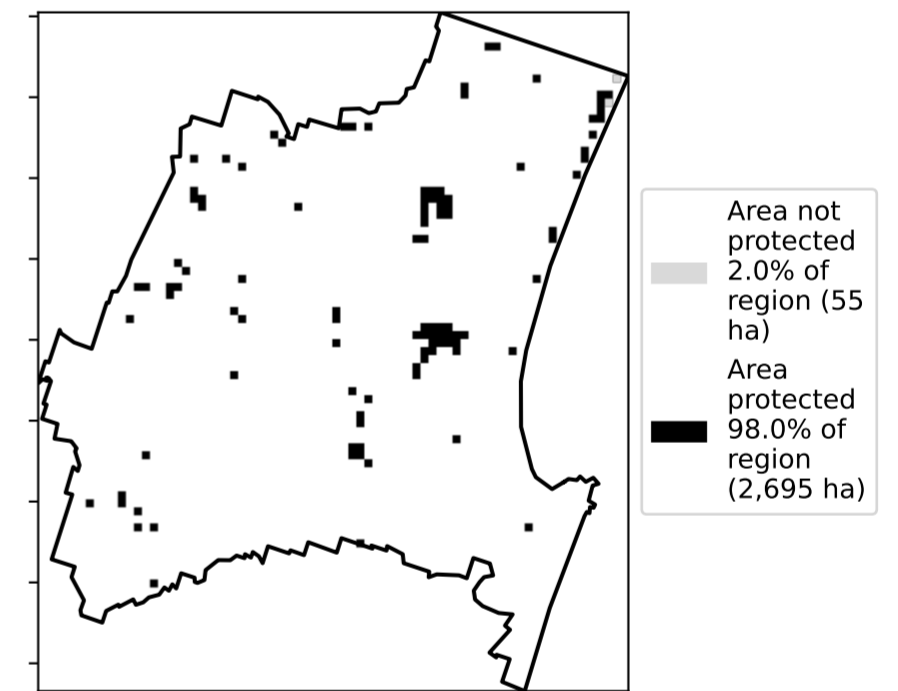 Area not
protected
2.0% of
region (55
ha)
Area
protected
98.0% of
region
(2,695 ha)